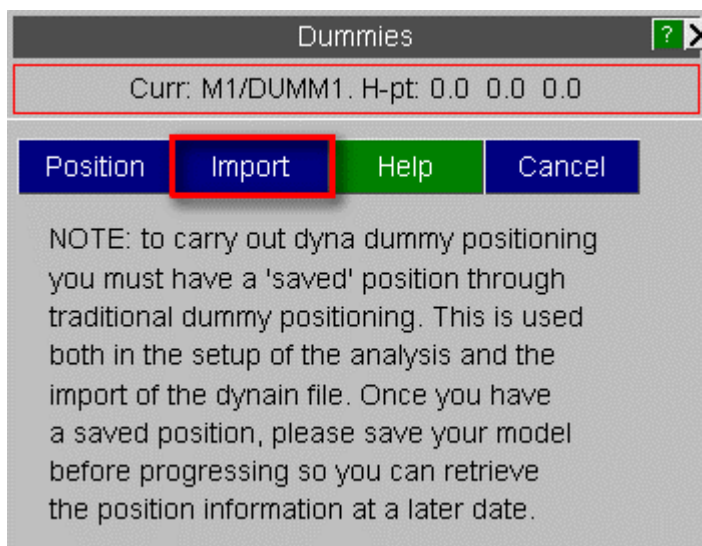 Dummies
? X
Curr: M1/DUMM1. H-pt: 0.0 0.0 0.0
Position Import Help Cancel
NOTE: to carry out dyna dummy positioning
you must have a 'saved' position through
traditional dummy positioning. This is used
both in the setup of the analysis and the
import of the dynain file. Once you have
a saved position, please save your model
before progressing so you can retrieve
the position information at a later date.